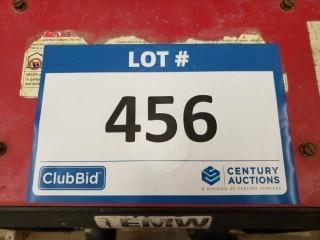 LOT #
456
ClubBid
CENTURY
AUCTIONS
A DIVISION OF CENTURY SERVICES